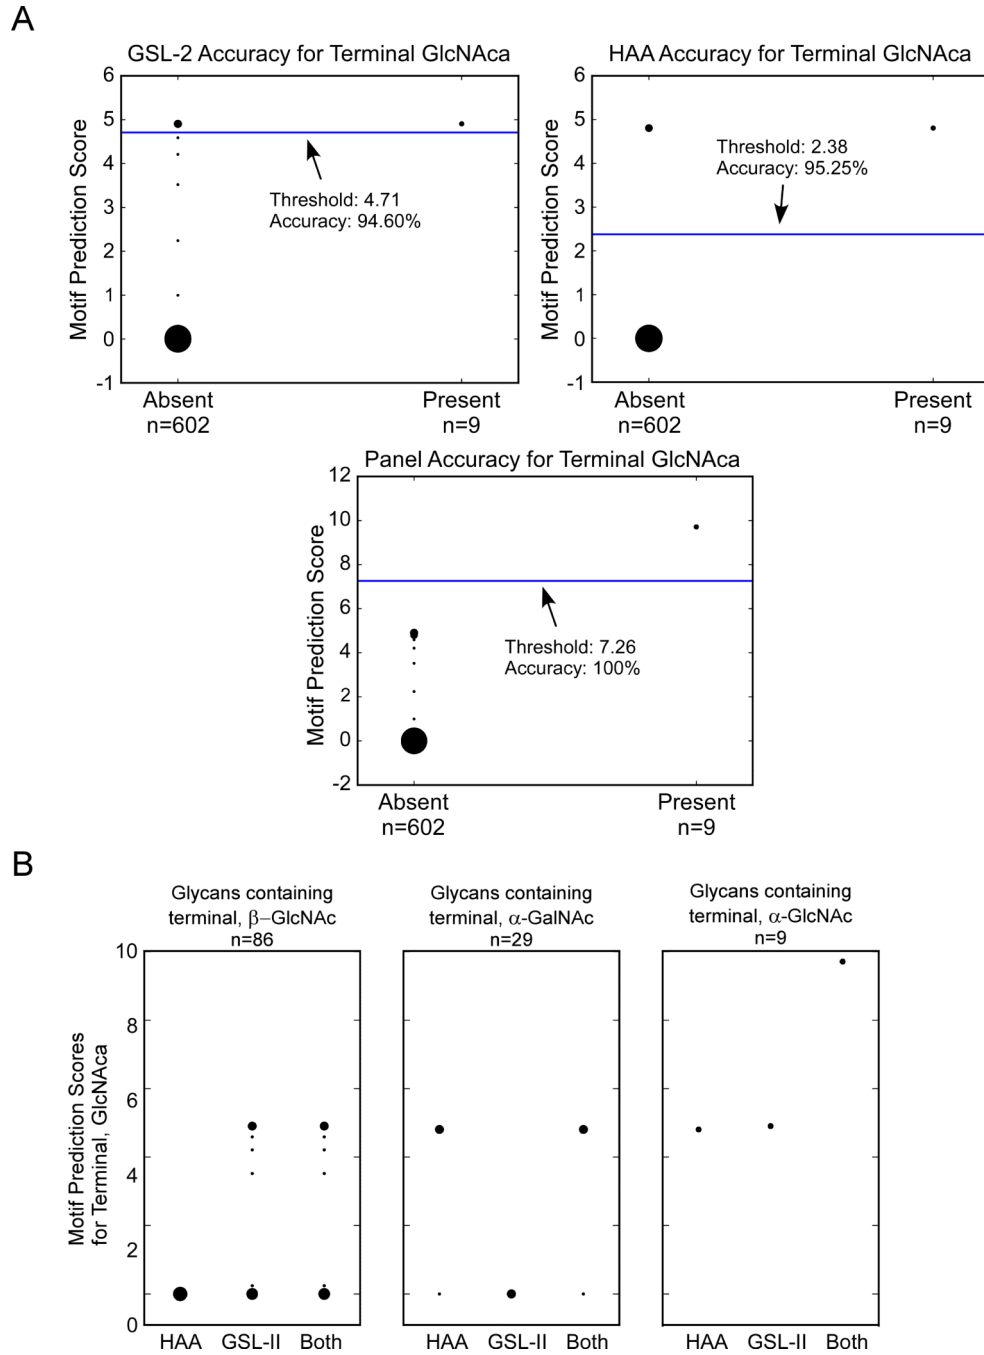 A
GSL-2 Accuracy for Terminal GlcNAca
Motif Prediction Score
6
5
4
3
2
1
0
-1
Threshold: 4.71
Accuracy: 94.60%
Absent
n=602
Present
n=9
HAA Accuracy for Terminal GlcNAca
Motif Prediction Score
6
5
4
3
2
1
0
-1
Threshold: 2.38
Accuracy: 95.25%
Absent
n=602
Present
n=9
Panel Accuracy for Terminal GlcNAca
Motif Prediction Score
12
10
8
6
4
2
0
-2
Threshold: 7.26
Accuracy: 100%
Absent
n=602
Present
n=9
B
Motif Prediction Scores
for Terminal, GlcNAca
10
8
6
4
2
0
Glycans containing
terminal, β−GlcNAc
n=86
HAA GSL-II Both
Glycans containing
terminal, α-GalNAc
n=29
HAA GSL-II Both
Glycans containing
terminal, α-GlcNAc
n=9
HAA GSL-II Both